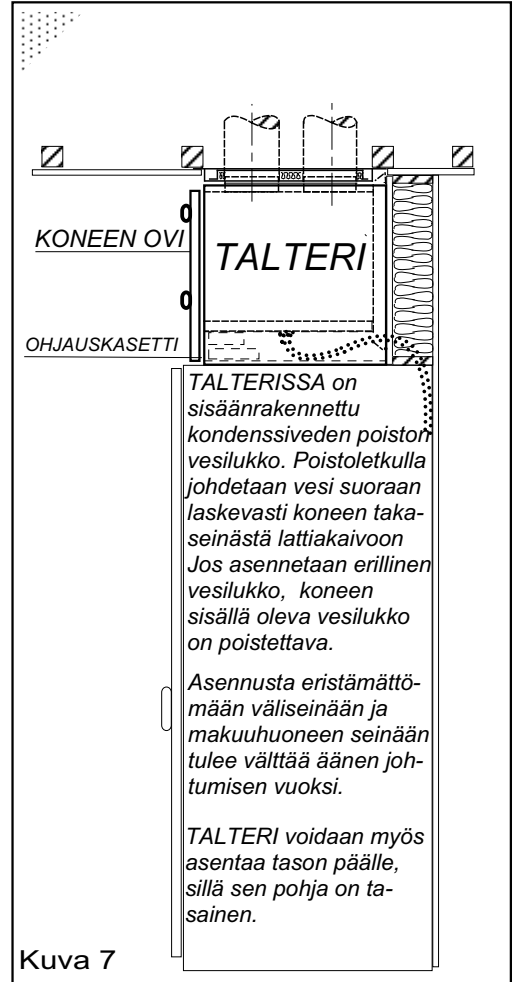 KONEEN OVI
TALTERI
OHJAUSKASETTI
TALTERISSA on
sisäänrakennettu
kondenssiveden poiston
vesilukko. Poistoletkulla
johdetaan vesi suoraan
laskevasti koneen taka-
seinästä lattiakaivoon
Jos asennetaan erillinen
vesilukko, koneen
sisällä oleva vesilukko
on poistettava.
Asennusta eristämättö-
mään väliseinään ja
makuuhuoneen seinään
tulee välttää äänen joh-
tumisen vuoksi.
TALTERI voidaan myös
asentaa tason päälle,
sillä sen pohja on ta-
sainen.
Kuva 7